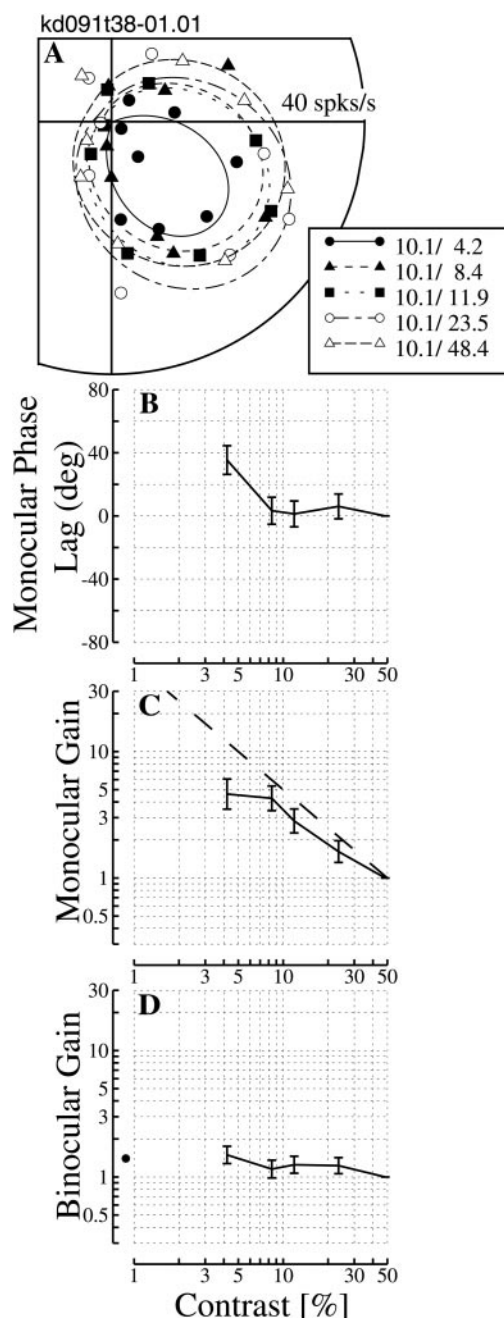 kd091t38-01.01
A
40 spks/s
10.1/ 4.2
10.1/ 8.4
10.1/ 11.9
10.1/ 23.5
10.1/ 48.4
B
Monocular Phase
Lag (deg)
80
40
0
-40
-80
1 3 5 10 30 50
C
Monocular Gain
30
10
5
3
1
0.5
1 3 5 10 30 50
D
Binocular Gain
30
10
5
3
1
0.5
1 3 5 10 30 50
Contrast [%]